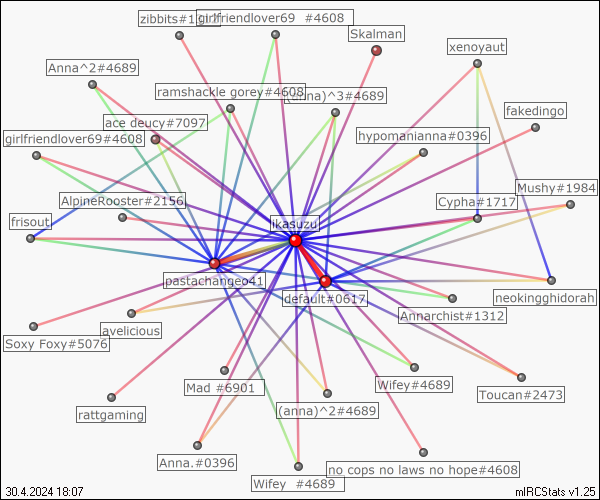 zibbits#1
girlfriendlover69 #4608
Skalman
xenoyaut
Anna^2#4689
ramshackle gorey#4608
(anna)^3#4689
fakedingo
ace deucy#7097
girlfriendlover69#4608
hypomanianna#0396
Mushy#1984
AlpineRooster#2156
Cypha#1717
frisout
Ikasuzu
pastachangeo41
default#0617
neokingghidorah
Annarchist#1312
ayelicious
Soxy Foxy#5076
Mad #6901
Wifey#4689
Toucan#2473
rattgaming
(anna)^2#4689
Anna.#0396
no cops no laws no hope#4608
Wifey #4689
30.4.2024 18:07
mIRCStats v1.25